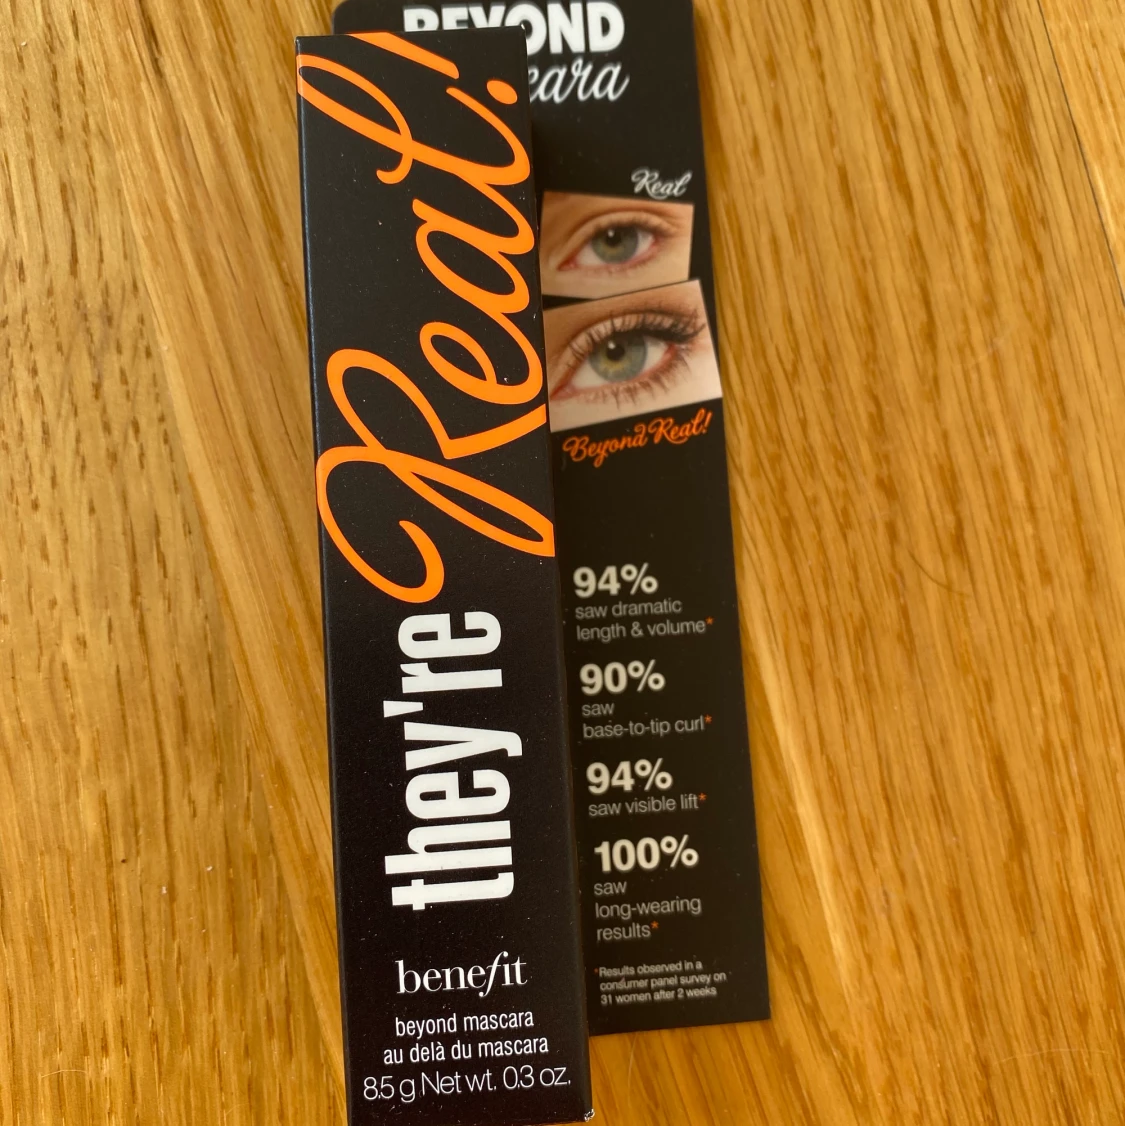 they're Real!
benefit
beyond mascara
au delà du mascara
8.5 g Net wt. 0.3 oz.
BEYOND
Real
Beyond Real!
94%
saw dramatic
length & volume*
90%
saw
base-to-tip curl*
94%
saw visible lift*
100%
saw
long-wearing
results*
*Results observed in a
consumer panel survey on
31 women after 2 weeks